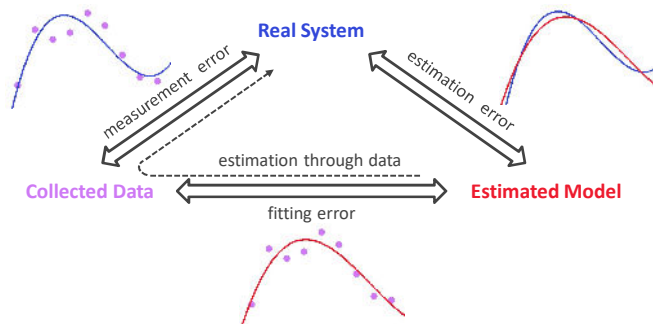 Real System
measurement error
estimation error
estimation through data
Collected Data
Estimated Model
fitting error